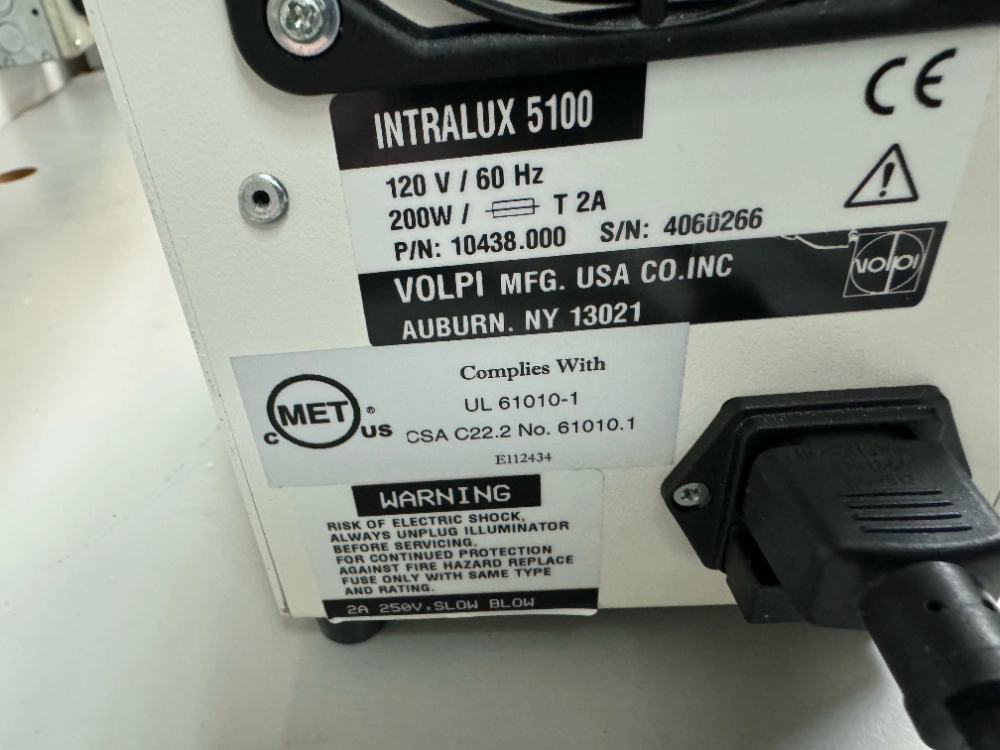 INTRALUX 5100
CE
120 V / 60 Hz
200W / T 2A
P/N: 10438.000 S/N: 4060266
VOLPI MFG. USA CO.INC
AUBURN. NY 13021
VOLPI
Complies With
UL 61010-1
CSA C22.2 No. 61010.1
E112434
c MET ® US
WARNING
RISK OF ELECTRIC SHOCK,
ALWAYS UNPLUG ILLUMINATOR
BEFORE SERVICING.
FOR CONTINUED PROTECTION
AGAINST FIRE HAZARD REPLACE
FUSE ONLY WITH SAME TYPE
AND RATING.
2A 250V.SLOW BLOW